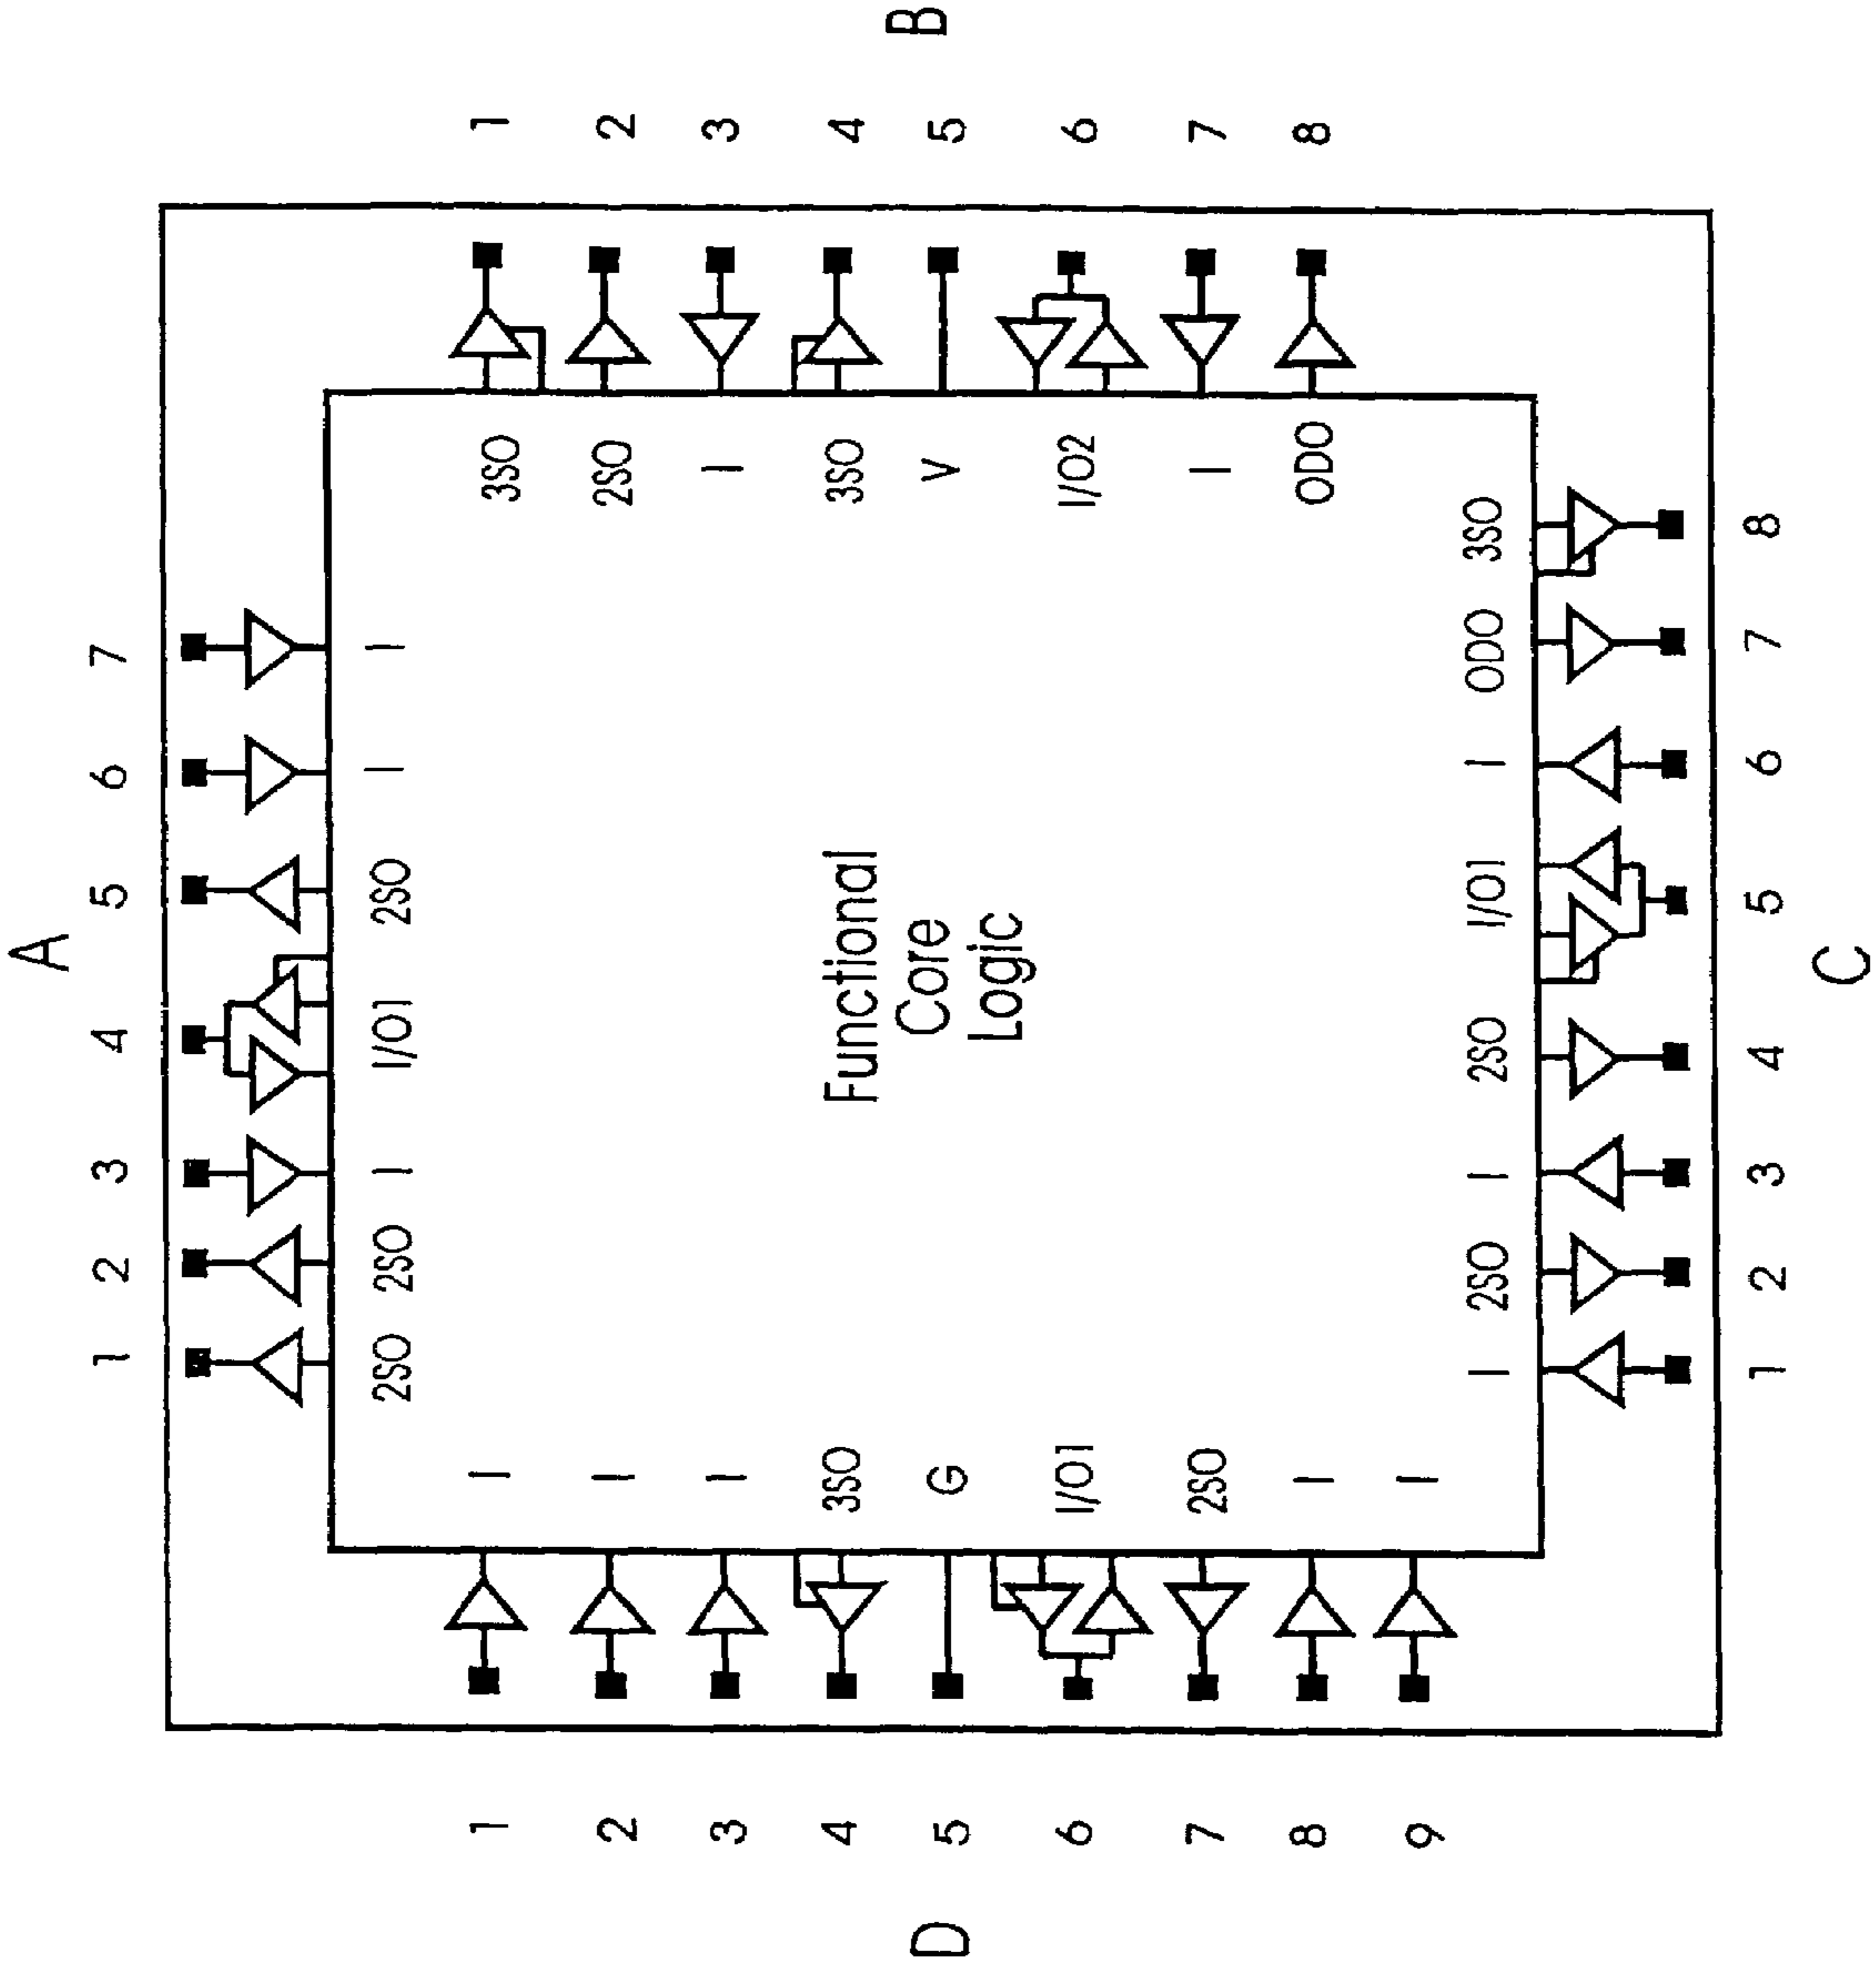 A
1 2 3 4 5 6 7
2SO 2SO I I/O1 2SO I I
1 I 3SO 1
2 I 2SO 2
3 I I 3
4 3SO Functional 3SO 4
D 5 G Core V 5 B
Logic
6 I/O1 I/O2 6
7 2SO I 7
8 I ODO 8
9 I
I 2SO I 2SO I/O1 I ODO 3SO
1 2 3 4 5 6 7 8
C